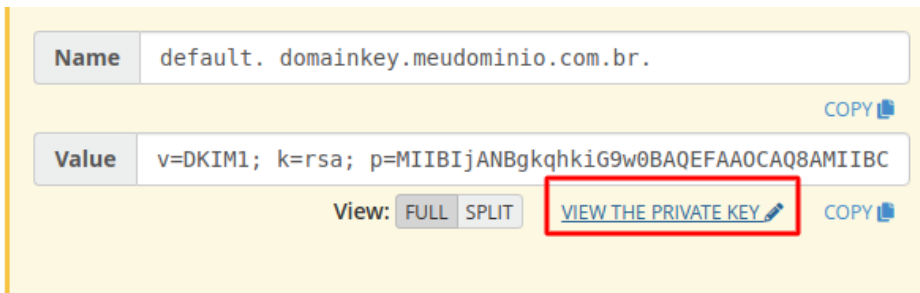 Name default. domainkey.meudominio.com.br.
COPY
Value v=DKIM1; k=rsa; p=MIIBIjANBgkqhkiG9w0BAQEFAAOCAQ8AMIIBC
View: FULL SPLIT VIEW THE PRIVATE KEY COPY